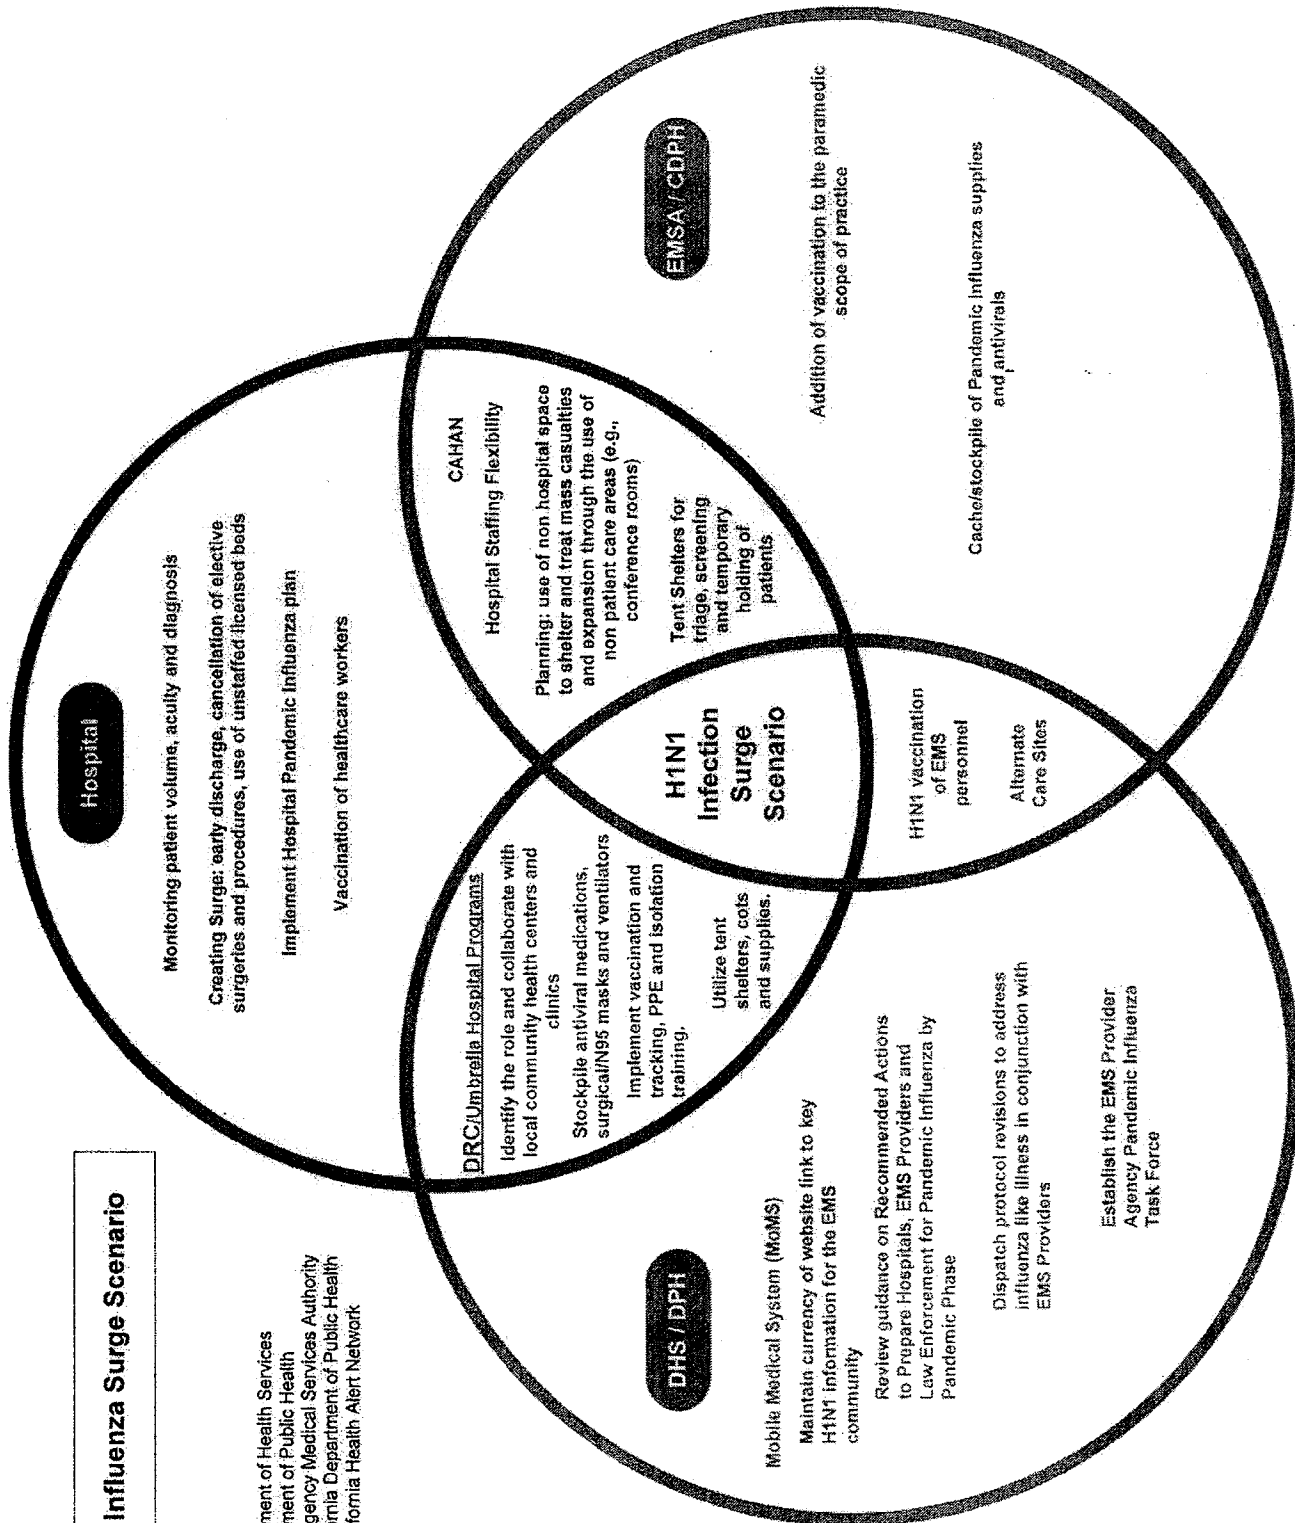 Influenza Surge Scenario
ment of Health Services
ment of Public Health
gency Medical Services Authority
rnia Department of Public Health
fornia Health Alert Network
Hospital
Monitoring patient volume, acuity and diagnosis
Creating Surge: early discharge, cancellation of elective
surgeries and procedures, use of unstaffed licensed beds
Implement Hospital Pandemic Influenza plan
Vaccination of healthcare workers
DRC/Umbrella Hospital Programs
Identify the role and collaborate with
local community health centers and
clinics
Stockpile antiviral medications,
surgical/N95 masks and ventilators
Implement vaccination and
tracking, PPE and isolation
training,
Utilize tent
shelters, cots
and supplies.
CAHAN
Hospital Staffing Flexibility
Planning: use of non hospital space
to shelter and treat mass casualties
and expansion through the use of
non patient care areas (e.g.,
conference rooms)
Tent Shelters for
triage, screening
and temporary
holding of
patients
H1N1
Infection
Surge
Scenario
DHS / DPH
Mobile Medical System (MoMS)
Maintain currency of website link to key
H1N1 information for the EMS
community
Review guidance on Recommended Actions
to Prepare Hospitals, EMS Providers and
Law Enforcement for Pandemic Influenza by
Pandemic Phase
Dispatch protocol revisions to address
influenza like illness in conjunction with
EMS Providers
Establish the EMS Provider
Agency Pandemic Influenza
Task Force
H1N1 vaccination
of EMS
personnel
Alternate
Care Sites
EMSA / CDPH
Addition of vaccination to the paramedic
scope of practice
Cache/stockpile of Pandemic Influenza supplies
and antivirals